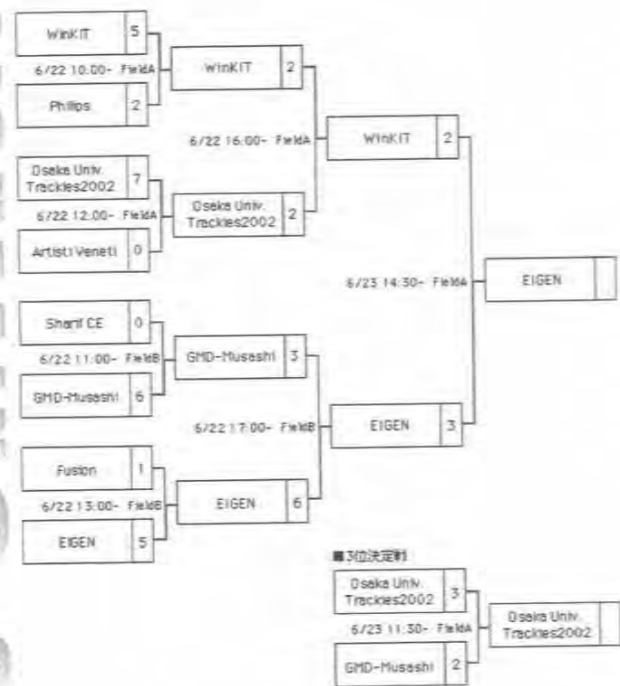 WinKIT 5
6/22 10:00- FieldA
Philips 2
WinKIT 2
6/22 16:00- FieldA
Osaka Univ.
Trackies2002 7
6/22 12:00- FieldA
Artisti Veneti 0
Osaka Univ.
Trackies2002 2
WinKIT 2
6/23 14:30- FieldA
EIGEN
Sharif CE 0
6/22 11:00- FieldB
GMD-Musashi 6
GMD-Musashi 3
6/22 17:00- FieldB
EIGEN 3
Fusion 1
6/22 13:00- FieldB
EIGEN 5
EIGEN 6
■3位決定戦
Osaka Univ.
Trackies2002 3
6/23 11:30- FieldA
GMD-Musashi 2
Osaka Univ.
Trackies2002